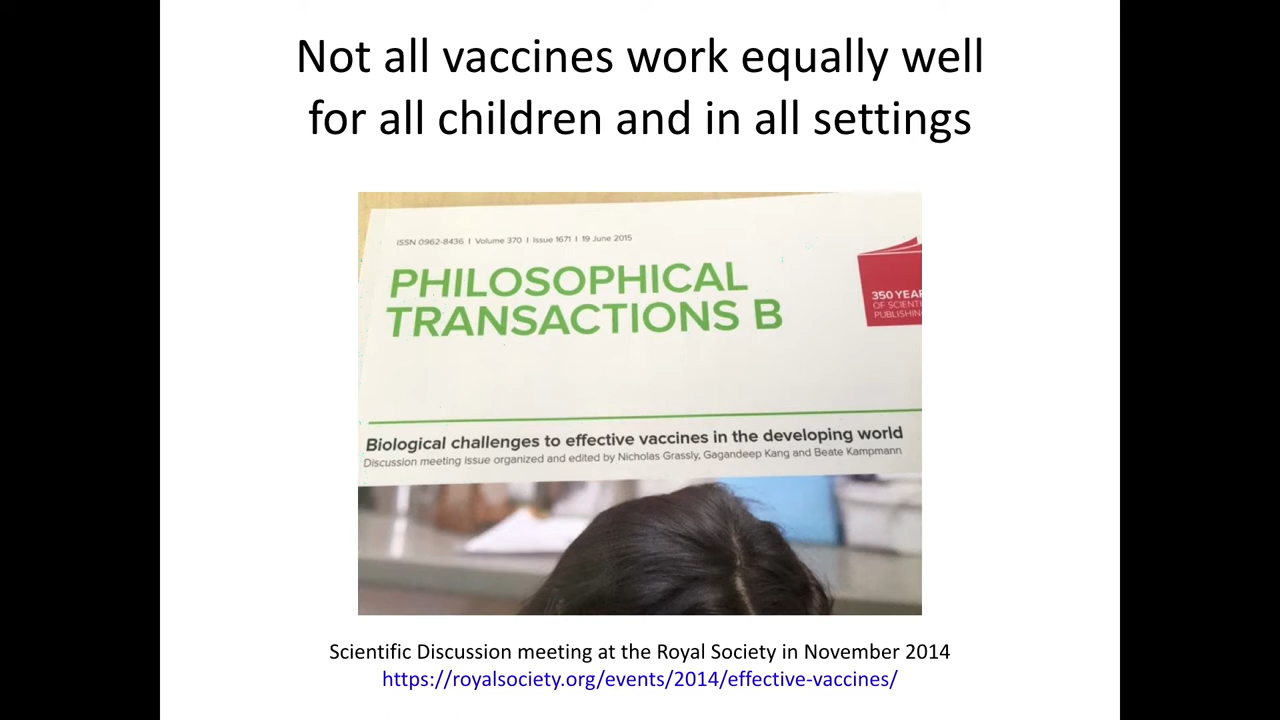 Not all vaccines work equally well
for all children and in all settings
ISSN 0962-8436 I Volume 370 I Issue 1671 I 19 June 2015
PHILOSOPHICAL
TRANSACTIONS B
350 YEAR
OF SCIENTI
PUBLISHIN
Biological challenges to effective vaccines in the developing world
Discussion meeting issue organized and edited by Nicholas Grassly, Gagandeep Kang and Beate Kampmann
Scientific Discussion meeting at the Royal Society in November 2014
https://royalsociety.org/events/2014/effective-vaccines/